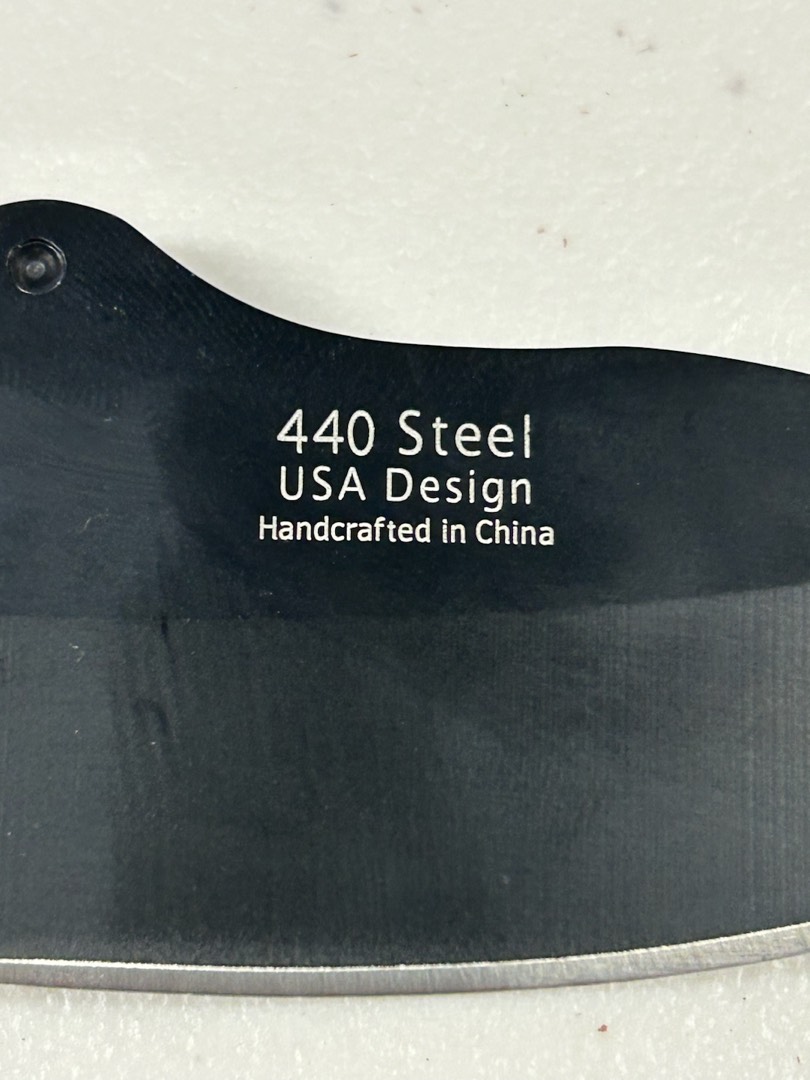 440 Steel
USA Design
Handcrafted in China